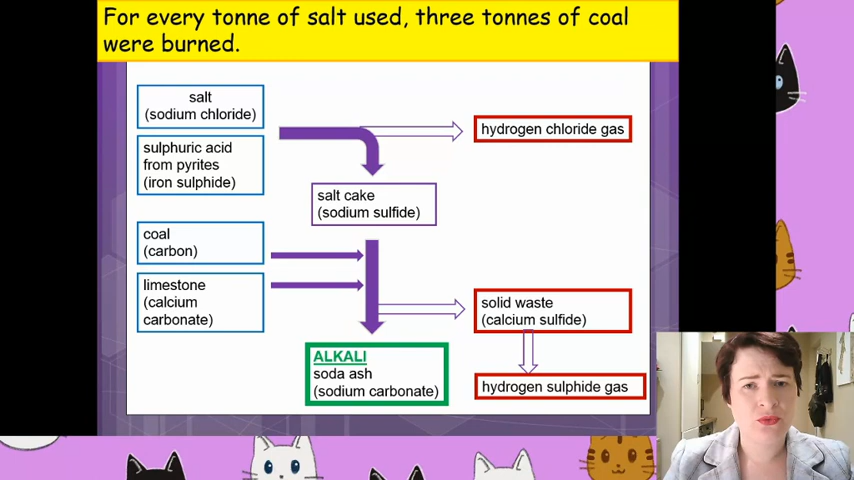 For every tonne of salt used, three tonnes of coal
were burned.
salt
(sodium chloride)
hydrogen chloride gas
sulphuric acid
from pyrites
(iron sulphide)
salt cake
(sodium sulfide)
coal
(carbon)
limestone
(calcium
carbonate)
solid waste
(calcium sulfide)
ALKALI
soda ash
(sodium carbonate)
hydrogen sulphide gas